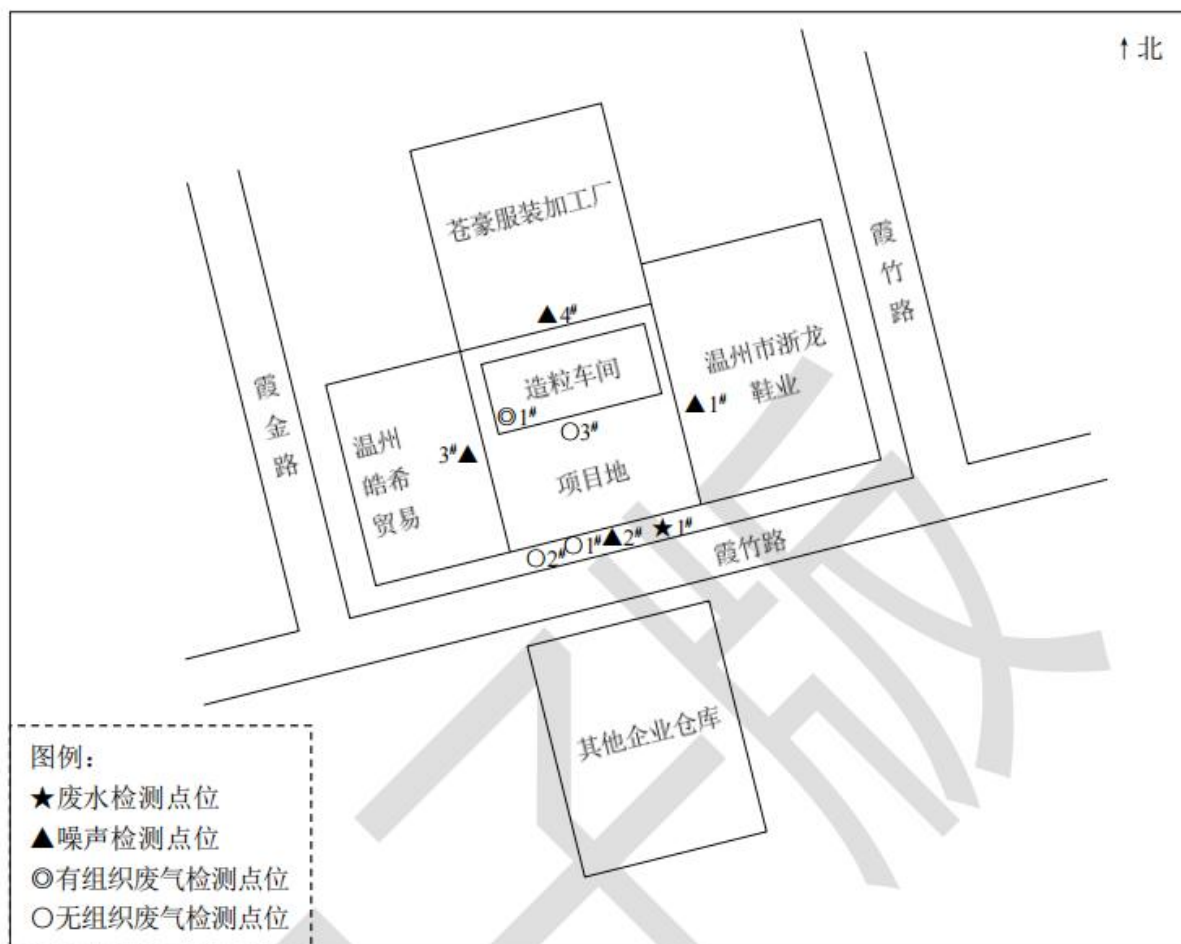 ↑北
苍豪服装加工厂
霞竹路
▲4#
造粒车间
温州市浙龙
鞋业
霞金路
◎1#
▲1#
○3#
温州
皓希
贸易
3#▲
项目地
○2#
○1#
▲2#
★1#
霞竹路
其他企业仓库
图例：
★废水检测点位
▲噪声检测点位
◎有组织废气检测点位
○无组织废气检测点位